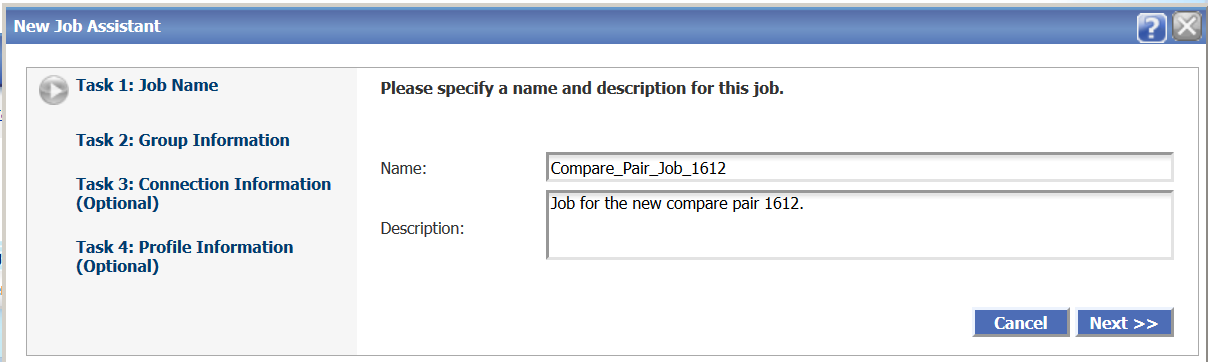 New Job Assistant
?
Task 1: Job Name
Task 2: Group Information
Task 3: Connection Information
(Optional)
Task 4: Profile Information
(Optional)
Please specify a name and description for this job.
Name:
Compare_Pair_Job_1612
Description:
Job for the new compare pair 1612.
Cancel
Next >>